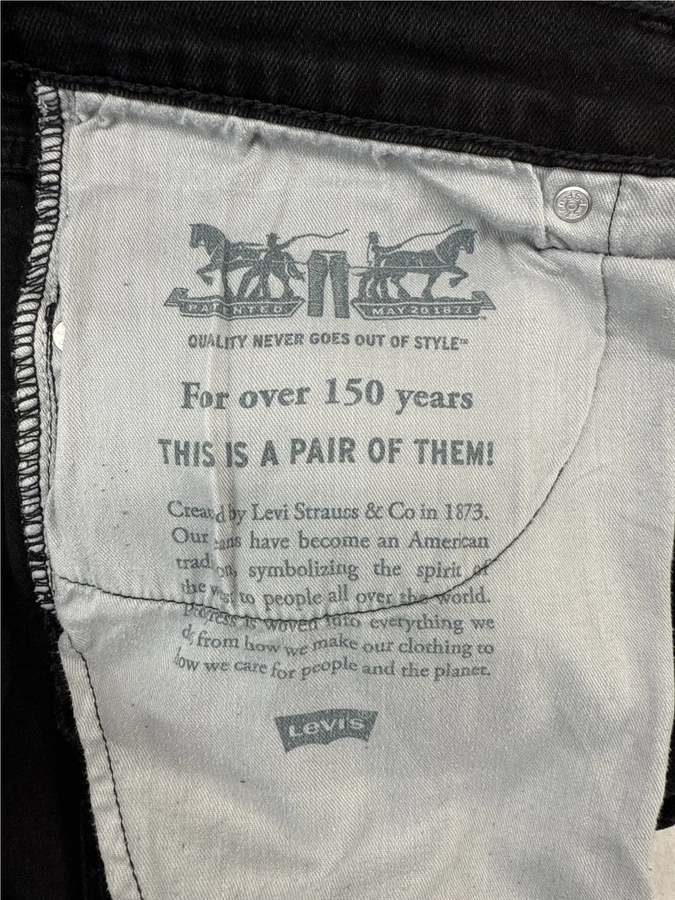 PATENTED MAY 20 1873
QUALITY NEVER GOES OUT OF STYLE™
For over 150 years
THIS IS A PAIR OF THEM!
by Levi Strauss & Co in 1873.
Our have become an American
symbolizing the spirit of
the to people all over the world.
Progress is woven into everything we
from how we make our clothing to
how we care for people and the planet.
Levi's